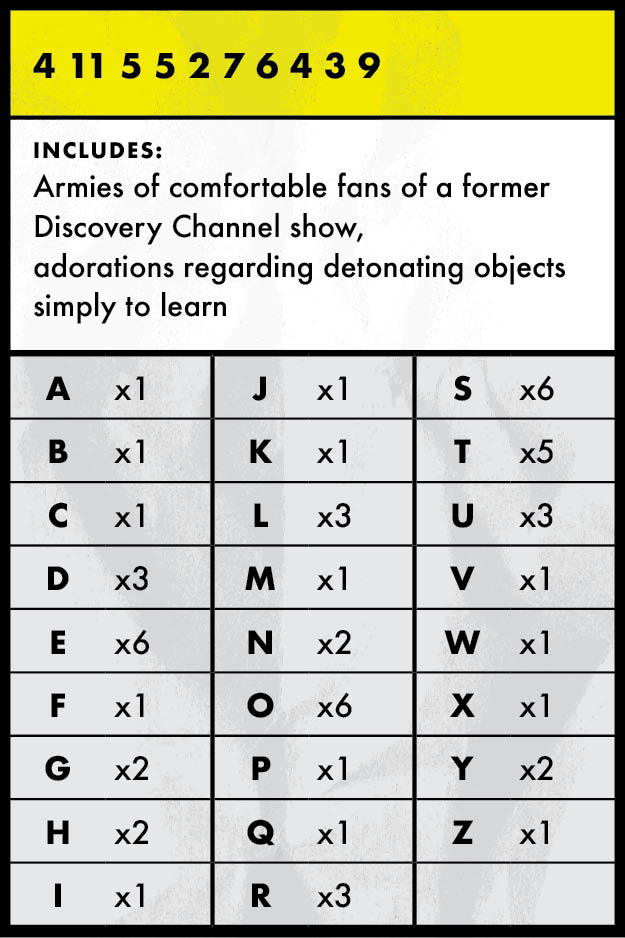 4 11 5 5 2 7 6 4 3 9
INCLUDES:
Armies of comfortable fans of a former
Discovery Channel show,
adorations regarding detonating objects
simply to learn
A x1 J x1 S x6
B x1 K x1 T x5
C x1 L x3 U x3
D x3 M x1 V x1
E x6 N x2 W x1
F x1 O x6 X x1
G x2 P x1 Y x2
H x2 Q x1 Z x1
I x1 R x3